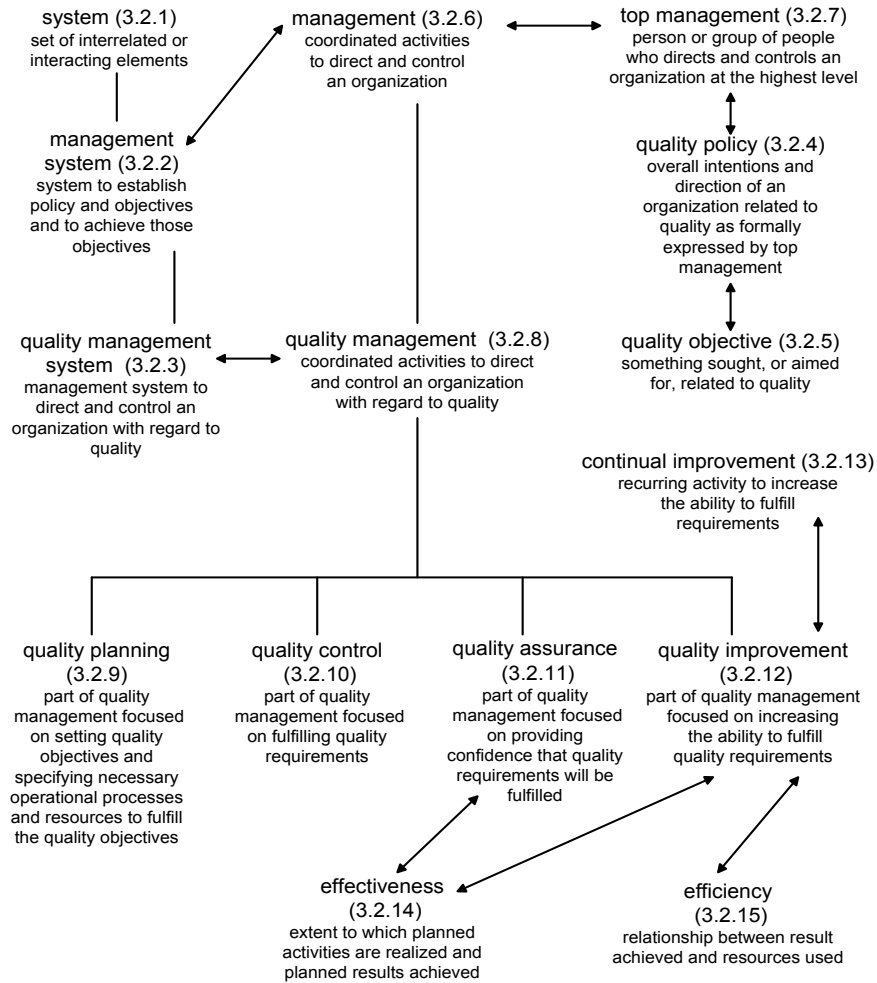 system (3.2.1)
set of interrelated or
interacting elements
management (3.2.6)
coordinated activities
to direct and control
an organization
top management (3.2.7)
person or group of people
who directs and controls an
organization at the highest level
management
system (3.2.2)
system to establish
policy and objectives
and to achieve those
objectives
quality policy (3.2.4)
overall intentions and
direction of an
organization related to
quality as formally
expressed by top
management
quality management
system (3.2.3)
management system to
direct and control an
organization with regard to
quality
quality management (3.2.8)
coordinated activities to direct
and control an organization
with regard to quality
quality objective (3.2.5)
something sought, or aimed
for, related to quality
continual improvement (3.2.13)
recurring activity to increase
the ability to fulfill
requirements
quality planning
(3.2.9)
part of quality
management focused
on setting quality
objectives and
specifying necessary
operational processes
and resources to fulfill
the quality objectives
quality control
(3.2.10)
part of quality
management focused
on fulfilling quality
requirements
quality assurance
(3.2.11)
part of quality
management focused
on providing
confidence that quality
requirements will be
fulfilled
quality improvement
(3.2.12)
part of quality management
focused on increasing
the ability to fulfill
quality requirements
effectiveness
(3.2.14)
extent to which planned
activities are realized and
planned results achieved
efficiency
(3.2.15)
relationship between result
achieved and resources used